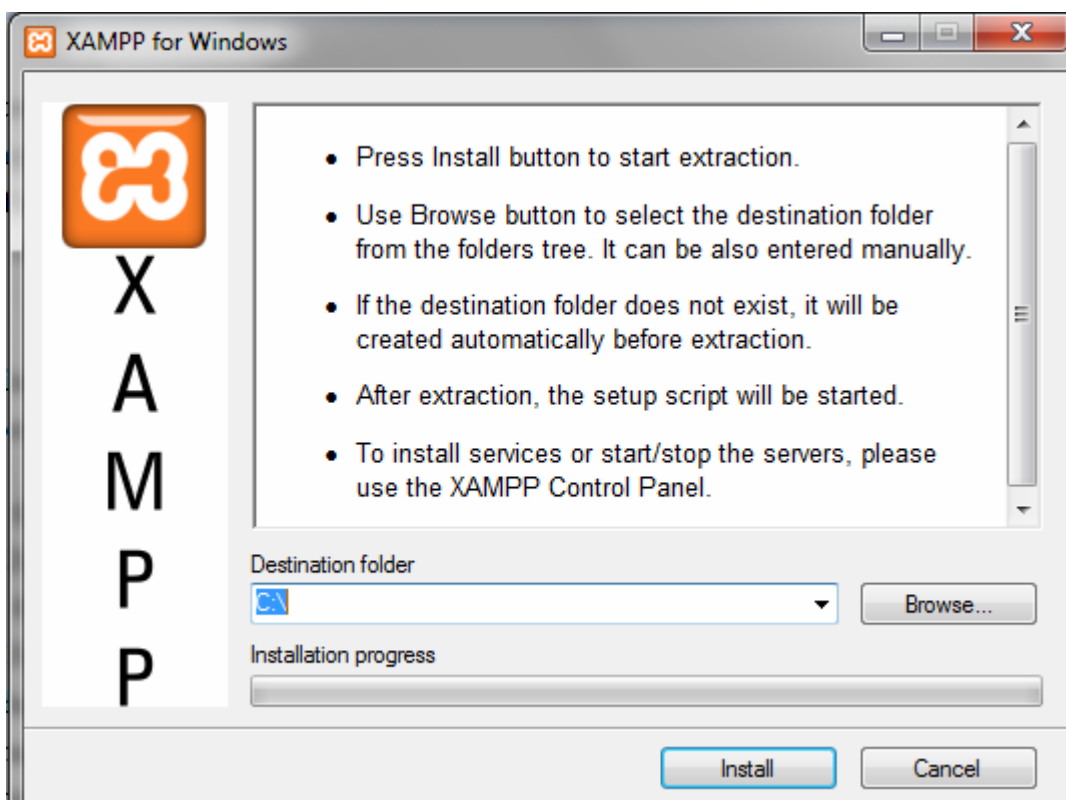 XAMPP for Windows
X
A
M
P
P
• Press Install button to start extraction.
• Use Browse button to select the destination folder
from the folders tree. It can be also entered manually.
• If the destination folder does not exist, it will be
created automatically before extraction.
• After extraction, the setup script will be started.
• To install services or start/stop the servers, please
use the XAMPP Control Panel.
Destination folder
C:\
Browse...
Installation progress
Install
Cancel